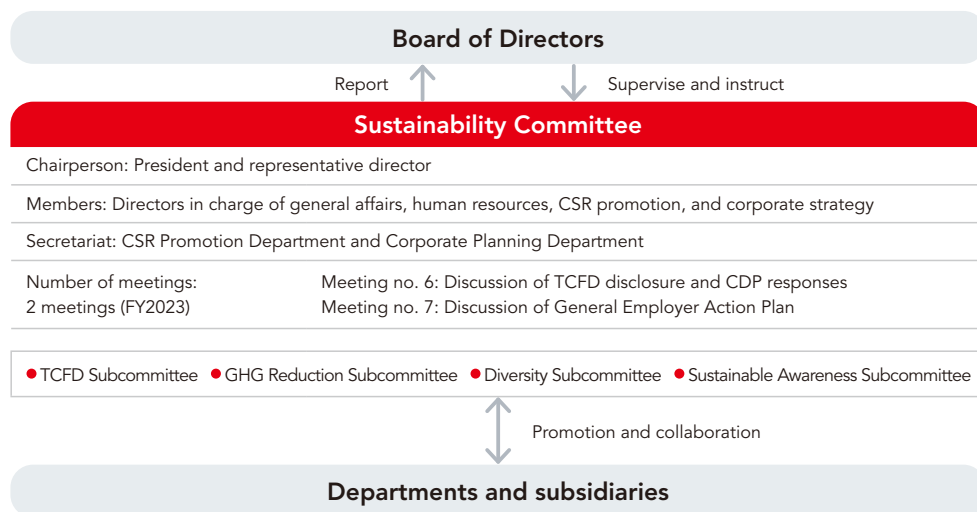 Board of Directors
Report
Supervise and instruct
Sustainability Committee
Chairperson: President and representative director
Members: Directors in charge of general affairs, human resources, CSR promotion, and corporate strategy
Secretariat: CSR Promotion Department and Corporate Planning Department
Number of meetings:
2 meetings (FY2023)
Meeting no. 6: Discussion of TCFD disclosure and CDP responses
Meeting no. 7: Discussion of General Employer Action Plan
● TCFD Subcommittee ● GHG Reduction Subcommittee ● Diversity Subcommittee ● Sustainable Awareness Subcommittee
Promotion and collaboration
Departments and subsidiaries